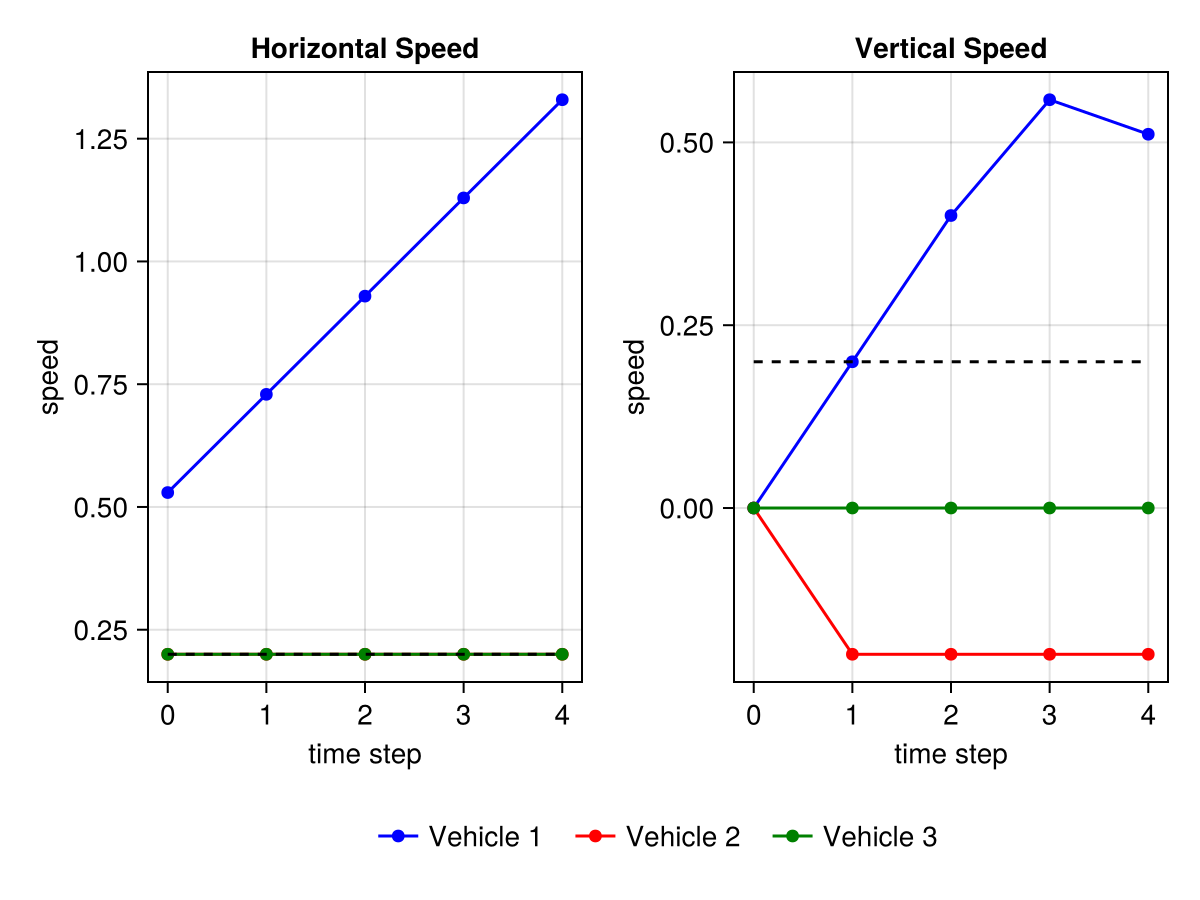 Horizontal Speed
speed
1.25
1.00
0.75
0.50
0.25
0 1 2 3 4
time step
Vertical Speed
speed
0.50
0.25
0.00
0 1 2 3 4
time step
Vehicle 1 Vehicle 2 Vehicle 3